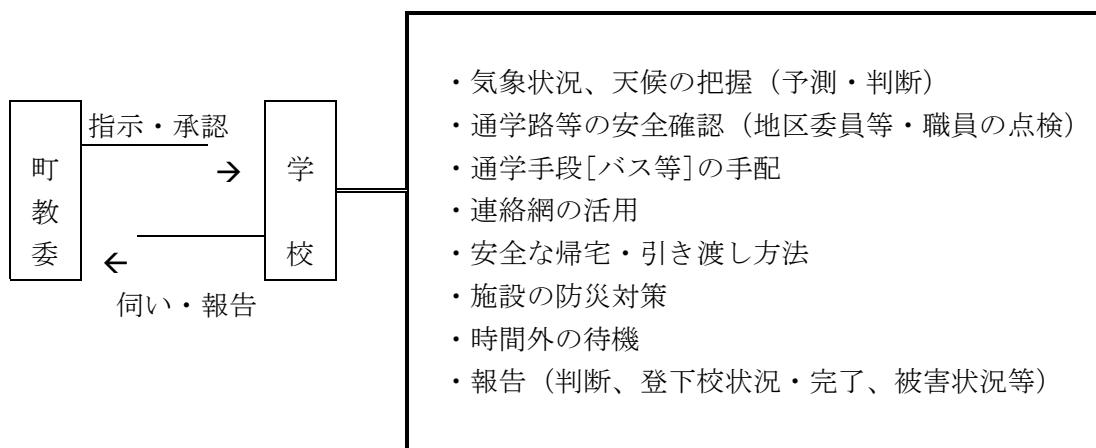 町教委
指示・承認
→
←
伺い・報告
学校
・気象状況、天候の把握（予測・判断）
・通学路等の安全確認（地区委員等・職員の点検）
・通学手段[バス等]の手配
・連絡網の活用
・安全な帰宅・引き渡し方法
・施設の防災対策
・時間外の待機
・報告（判断、登下校状況・完了、被害状況等）